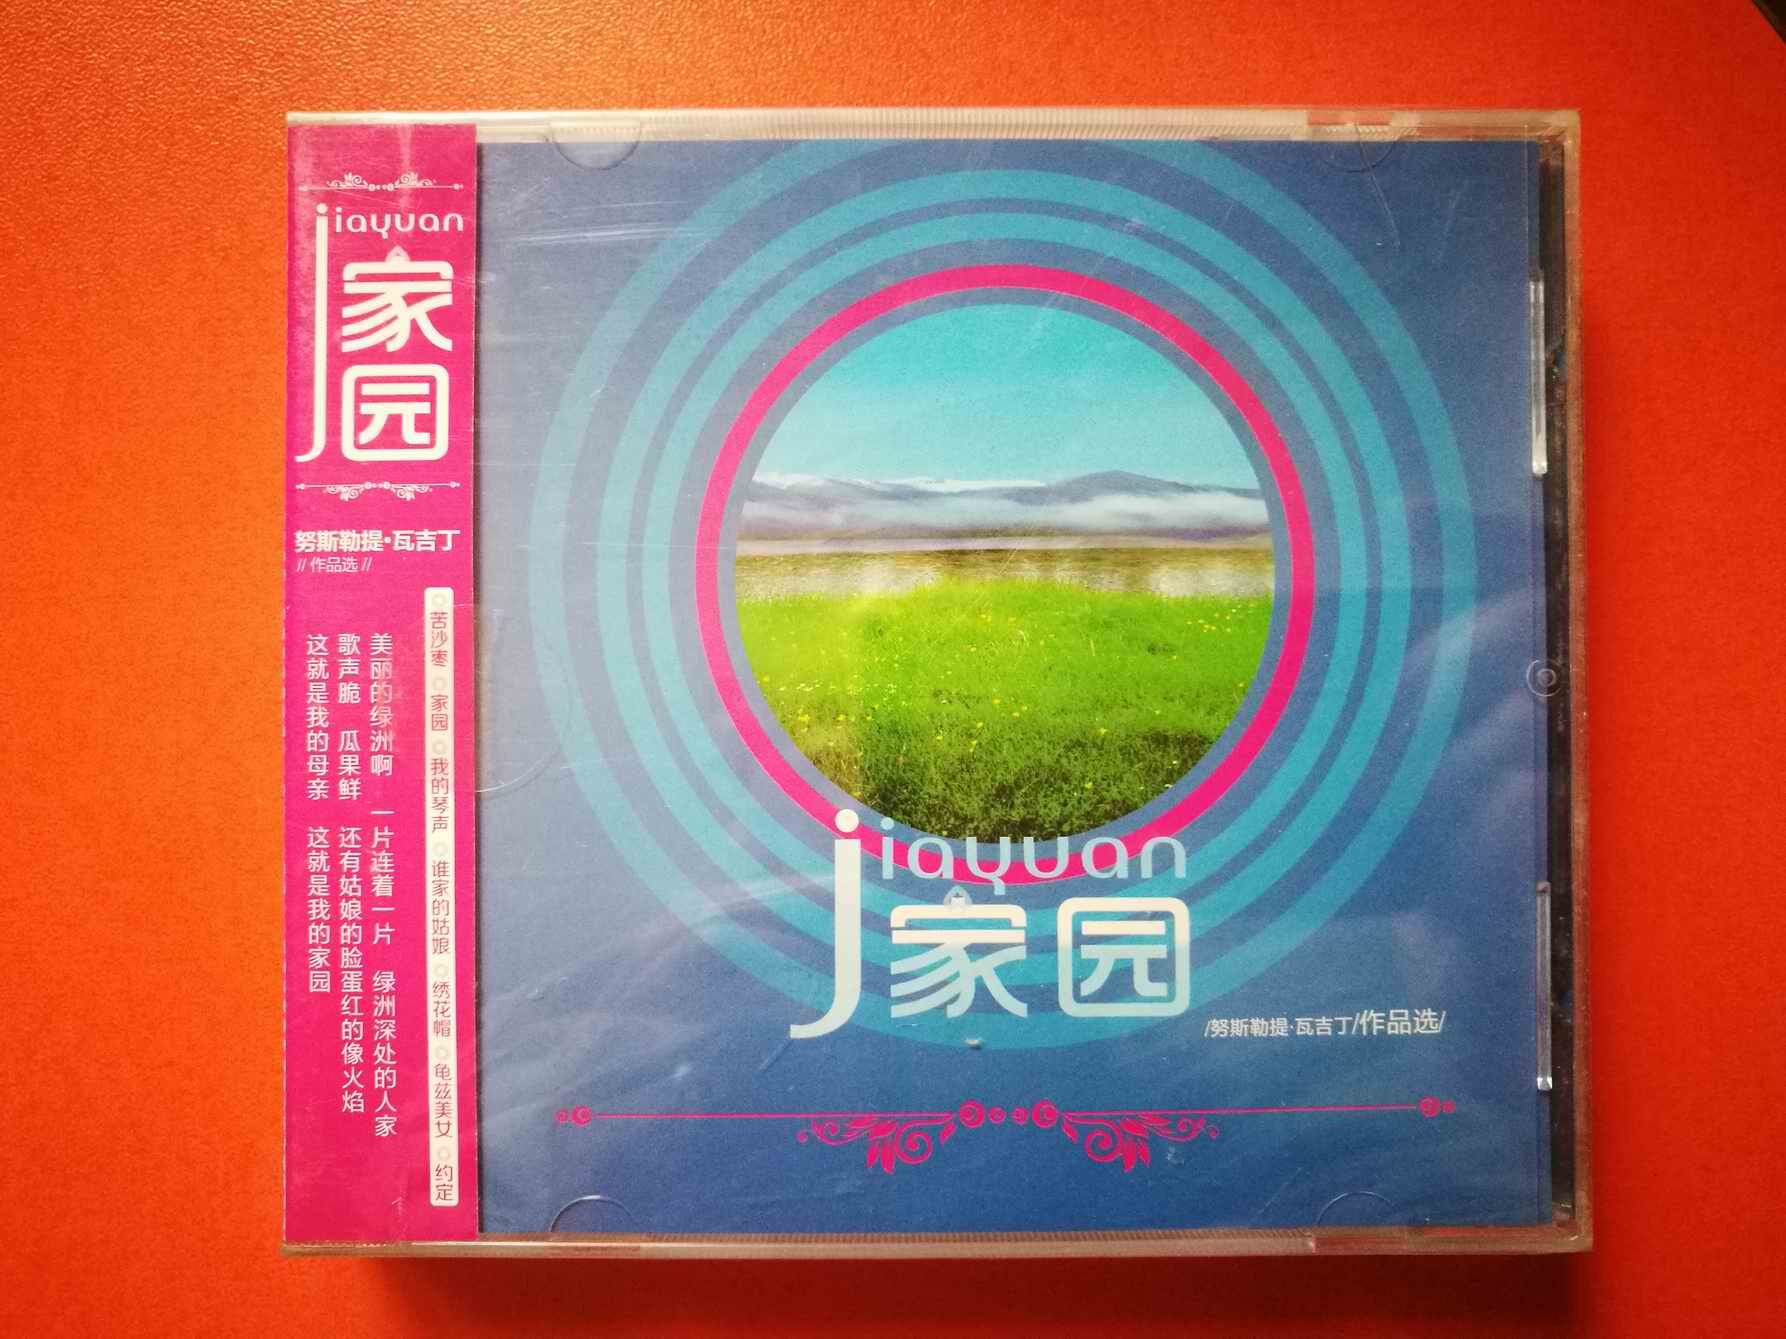 jiayuan
家园
努斯勒提·瓦吉丁
// 作品选 //
苦沙枣 家园 我的琴声 谁家的姑娘 绣花帽 龟兹美女 约定
美丽的绿洲啊 一片连着一片 绿洲深处的人家
歌声脆 瓜果鲜 还有姑娘的脸蛋红的像火焰
这就是我的母亲 这就是我的家园
jiayuan
家园
/努斯勒提·瓦吉丁/作品选/